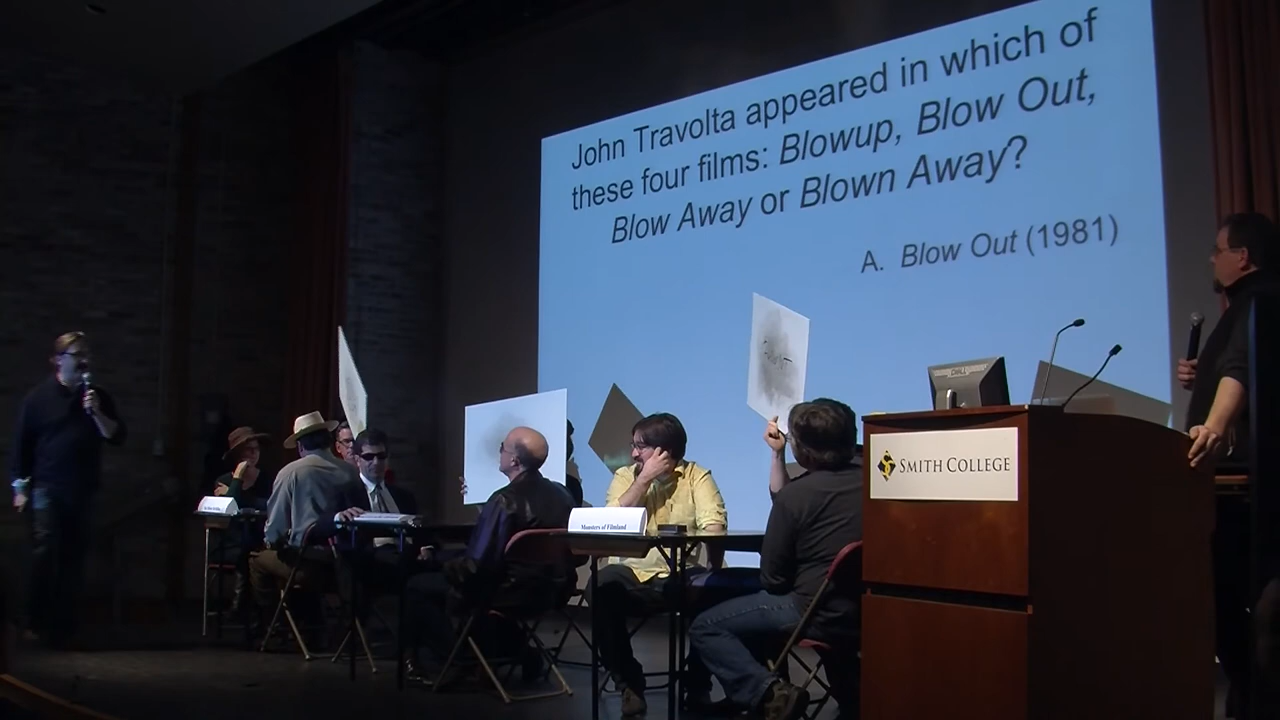 John Travolta appeared in which of
these four films: Blowup, Blow Out,
Blow Away or Blown Away?
A. Blow Out (1981)
SMITH COLLEGE
Monsters of Filmland
DELL